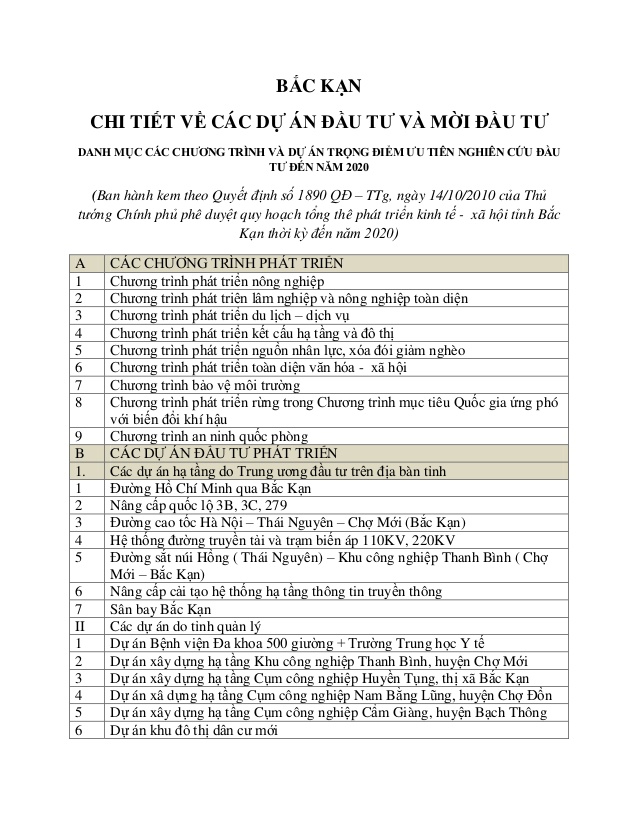 BẮC KẠN
CHI TIẾT VỀ CÁC DỰ ÁN ĐẦU TƯ VÀ MỜI ĐẦU TƯ
DANH MỤC CÁC CHƯƠNG TRÌNH VÀ DỰ ÁN TRỌNG ĐIỂM ƯU TIÊN NGHIÊN CỨU ĐẦU
TƯ ĐẾN NĂM 2020
(Ban hành kem theo Quyết định số 1890 QĐ – TTg, ngày 14/10/2010 của Thủ
tướng Chính phủ phê duyệt quy hoạch tổng thê phát triển kinh tế - xã hội tỉnh Bắc
Kạn thời kỳ đến năm 2020)
A CÁC CHƯƠNG TRÌNH PHÁT TRIỂN
1 Chương trình phát triển nông nghiệp
2 Chương trình phát triên lâm nghiệp và nông nghiệp toàn diện
3 Chương trình phát triển du lịch – dịch vụ
4 Chương trình phát triển kết cấu hạ tầng và đô thị
5 Chương trình phát triển nguồn nhân lực, xóa đói giảm nghèo
6 Chương trình phát triển toàn diện văn hóa - xã hội
7 Chương trình bảo vệ môi trường
8 Chương trình phát triển rừng trong Chương trình mục tiêu Quốc gia ứng phó
với biến đổi khí hậu
9 Chương trình an ninh quốc phòng
B CÁC DỰ ÁN ĐẦU TƯ PHÁT TRIỂN
1. Các dự án hạ tầng do Trung ương đầu tư trên địa bàn tỉnh
1 Đường Hồ Chí Minh qua Bắc Kạn
2 Nâng cấp quốc lộ 3B, 3C, 279
3 Đường cao tốc Hà Nội – Thái Nguyên – Chợ Mới (Bắc Kạn)
4 Hệ thống đường truyền tải và trạm biến áp 110KV, 220KV
5 Đường sắt núi Hồng ( Thái Nguyên) – Khu công nghiệp Thanh Bình ( Chợ
Mới – Bắc Kạn)
6 Nâng cấp cải tạo hệ thống hạ tầng thông tin truyền thông
7 Sân bay Bắc Kạn
II Các dự án do tỉnh quản lý
1 Dự án Bệnh viện Đa khoa 500 giường + Trường Trung học Y tế
2 Dự án xây dựng hạ tầng Khu công nghiệp Thanh Bình, huyện Chợ Mới
3 Dự án xây dựng hạ tầng Cụm công nghiệp Huyền Tụng, thị xã Bắc Kạn
4 Dự án xâ dựng hạ tầng Cụm công nghiệp Nam Bằng Lũng, huyện Chợ Đồn
5 Dự án xây dựng hạ tầng Cụm công nghiệp Cẩm Giàng, huyện Bạch Thông
6 Dự án khu đô thị dân cư mới